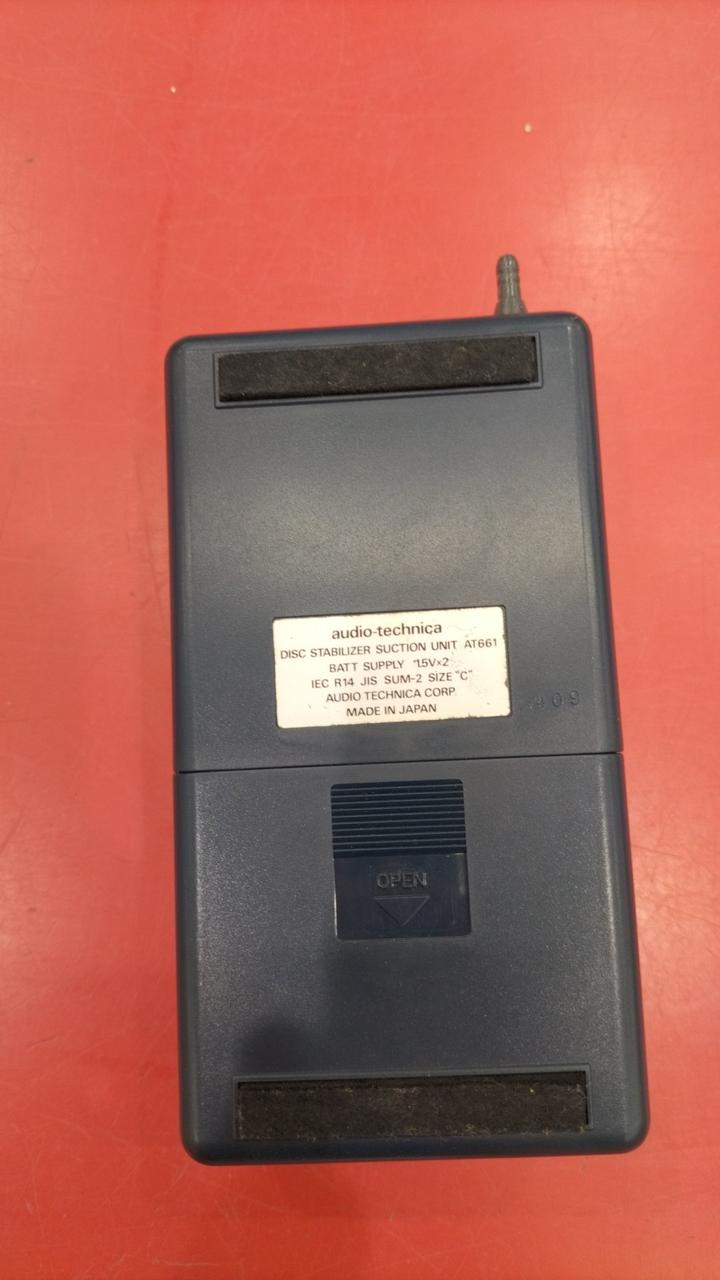 audio-technica
DISC STABILIZER SUCTION UNIT AT661
BATT SUPPLY 1.5V×2
IEC R14 JIS SUM-2 SIZE "C"
AUDIO TECHNICA CORP.
MADE IN JAPAN
OPEN